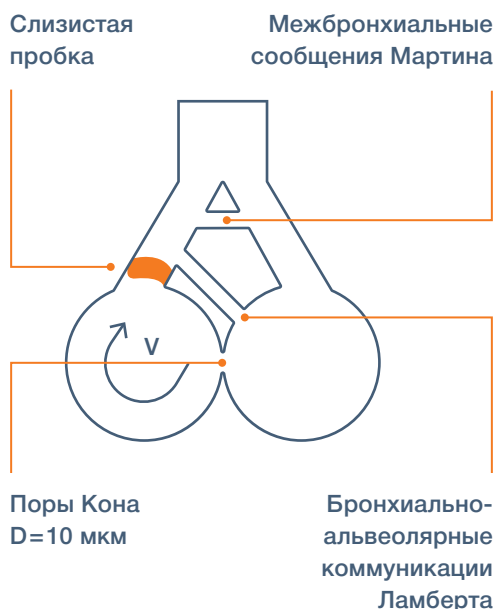 Слизистая
пробка
Межбронхиальные
сообщения Мартина
V
Поры Кона
D=10 мкм
Бронхиально-
альвеолярные
коммуникации
Ламберта